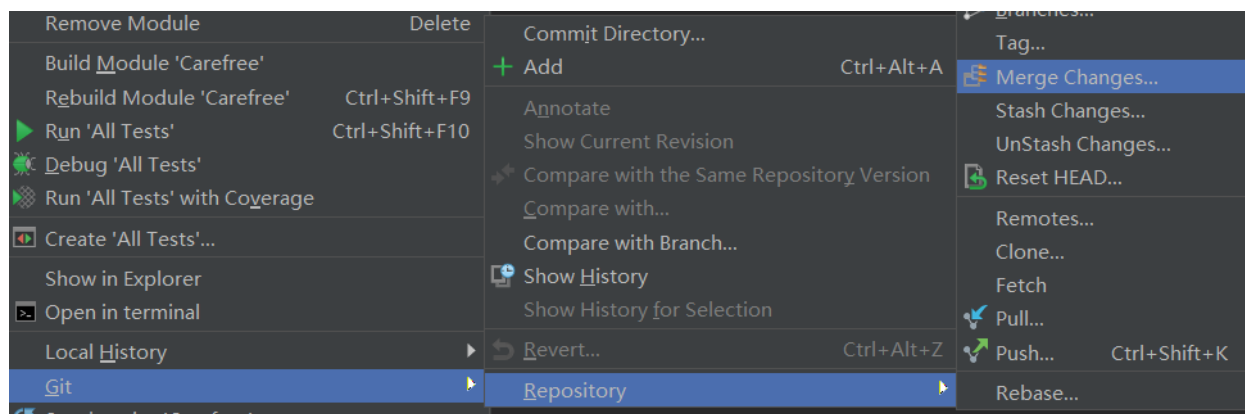 Remove Module Delete
Build Module 'Carefree'
Rebuild Module 'Carefree' Ctrl+Shift+F9
Run 'All Tests' Ctrl+Shift+F10
Debug 'All Tests'
Run 'All Tests' with Coverage
Create 'All Tests'...
Show in Explorer
Open in terminal
Local History
Git
Commit Directory...
Add Ctrl+Alt+A
Annotate
Show Current Revision
Compare with the Same Repository Version
Compare with...
Compare with Branch...
Show History
Show History for Selection
Revert... Ctrl+Alt+Z
Repository
Branches...
Tag...
Merge Changes...
Stash Changes...
UnStash Changes...
Reset HEAD...
Remotes...
Clone...
Fetch
Pull...
Push... Ctrl+Shift+K
Rebase...